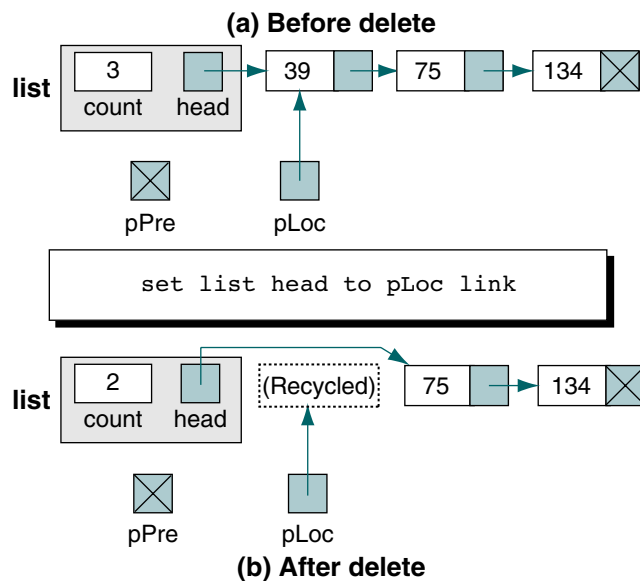 (a) Before delete
3 39 75 134
list
count head
pPre pLoc
set list head to pLoc link
2 (Recycled) 75 134
list
count head
pPre pLoc
(b) After delete